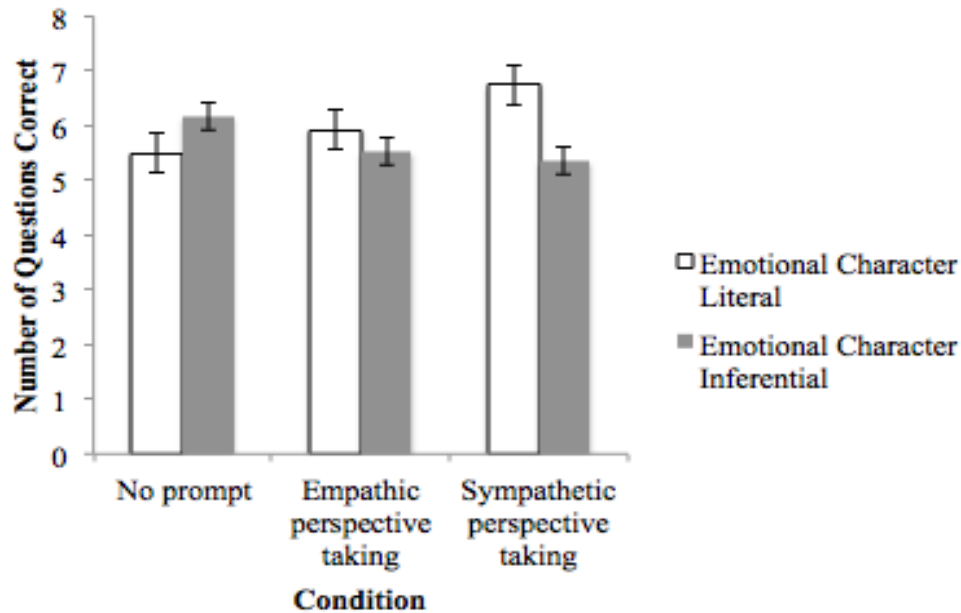 Number of Questions Correct
8
7
6
5
4
3
2
1
0
No prompt
Empathic
perspective
taking
Sympathetic
perspective
taking
Condition
Emotional Character
Literal
Emotional Character
Inferential